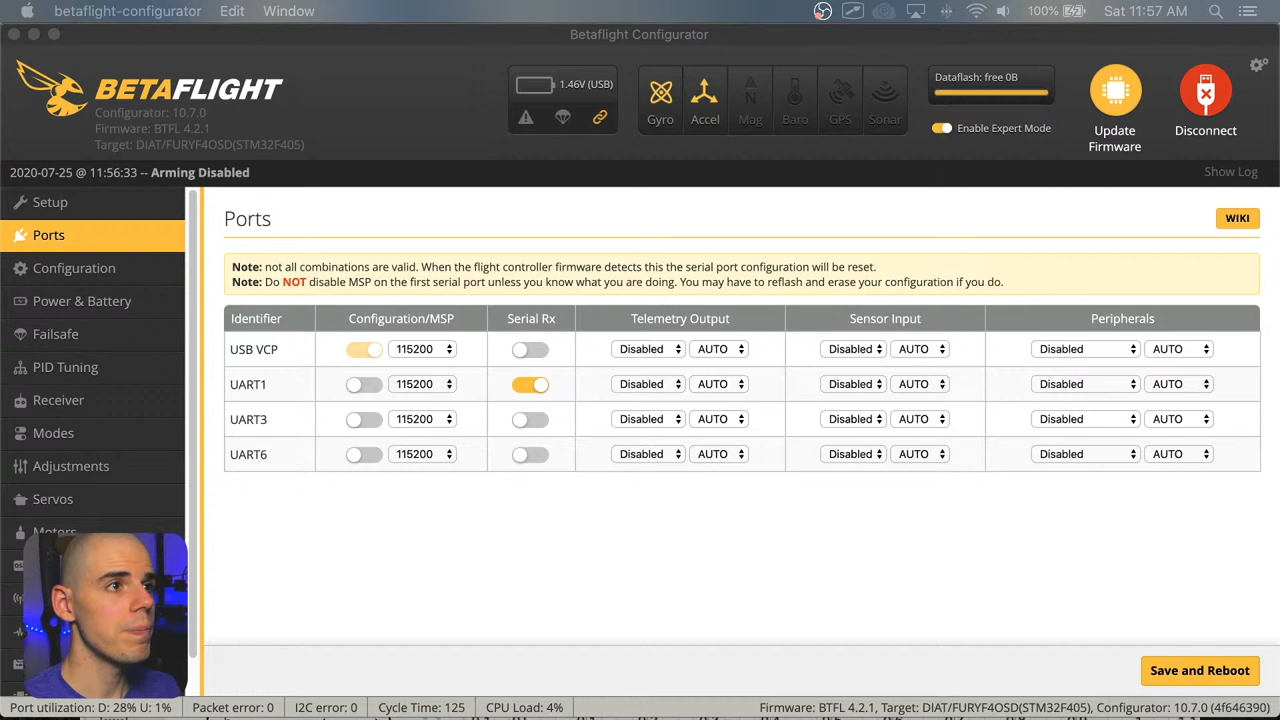 betaflight-configurator Edit Window 100% Sat 11:57 AM
Betaflight Configurator
BETAFLIGHT
Configurator: 10.7.0
Firmware: BTFL 4.2.1
Target: DIAT/FURYF4OSD(STM32F405)
1.46V (USB)
Gyro Accel Mag Baro GPS Sonar
Dataflash: free 0B
Enable Expert Mode
Update Firmware
Disconnect
2020-07-25 @ 11:56:33 -- Arming Disabled
Show Log
Setup
Ports
Configuration
Power & Battery
Failsafe
PID Tuning
Receiver
Modes
Adjustments
Servos
Motors
Ports
WIKI
Note: not all combinations are valid. When the flight controller firmware detects this the serial port configuration will be reset.
Note: Do NOT disable MSP on the first serial port unless you know what you are doing. You may have to reflash and erase your configuration if you do.
Identifier Configuration/MSP Serial Rx Telemetry Output Sensor Input Peripherals
USB VCP 115200 Disabled AUTO Disabled AUTO Disabled AUTO
UART1 115200 Disabled AUTO Disabled AUTO Disabled AUTO
UART3 115200 Disabled AUTO Disabled AUTO Disabled AUTO
UART6 115200 Disabled AUTO Disabled AUTO Disabled AUTO
Save and Reboot
Port utilization: D: 28% U: 1% Packet error: 0 I2C error: 0 Cycle Time: 125 CPU Load: 4% Firmware: BTFL 4.2.1, Target: DIAT/FURYF4OSD(STM32F405), Configurator: 10.7.0 (4f646390)